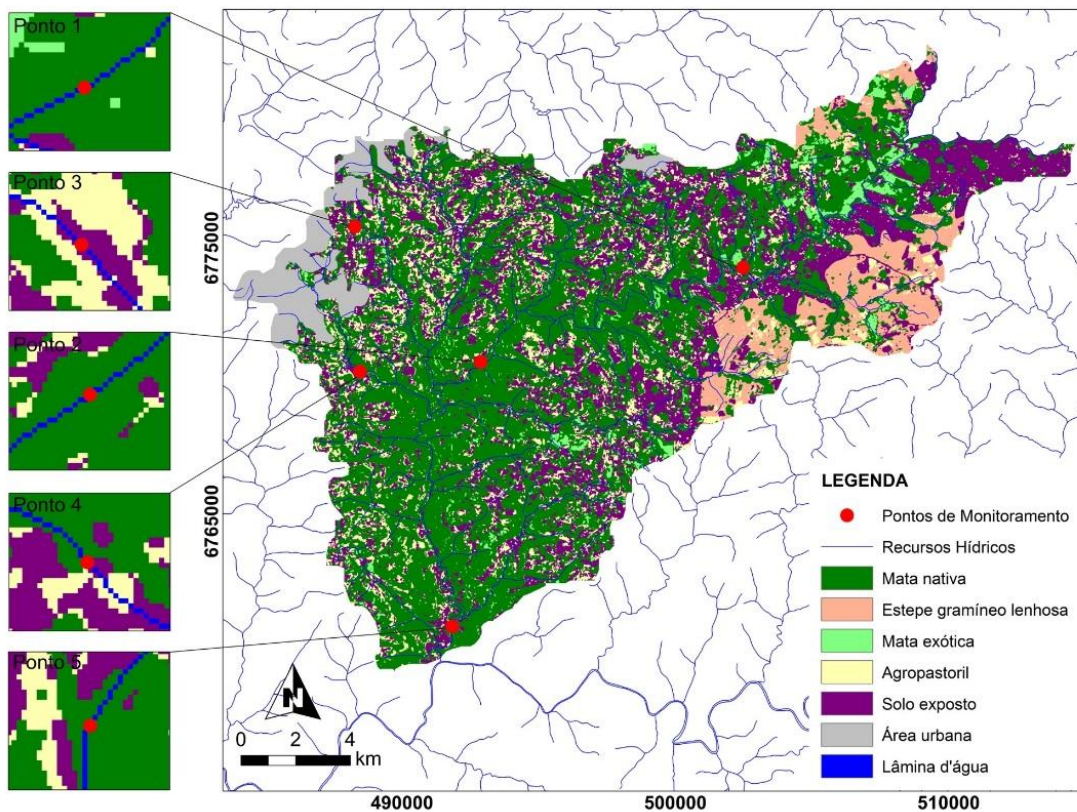 Ponto 1
Ponto 3
Ponto 2
Ponto 4
Ponto 5
6775000
6765000
N
0 2 4
km
490000 500000 510000
LEGENDA
Pontos de Monitoramento
Recursos Hídricos
Mata nativa
Estepe gramíneo lenhosa
Mata exótica
Agropastoril
Solo exposto
Área urbana
Lâmina d'água